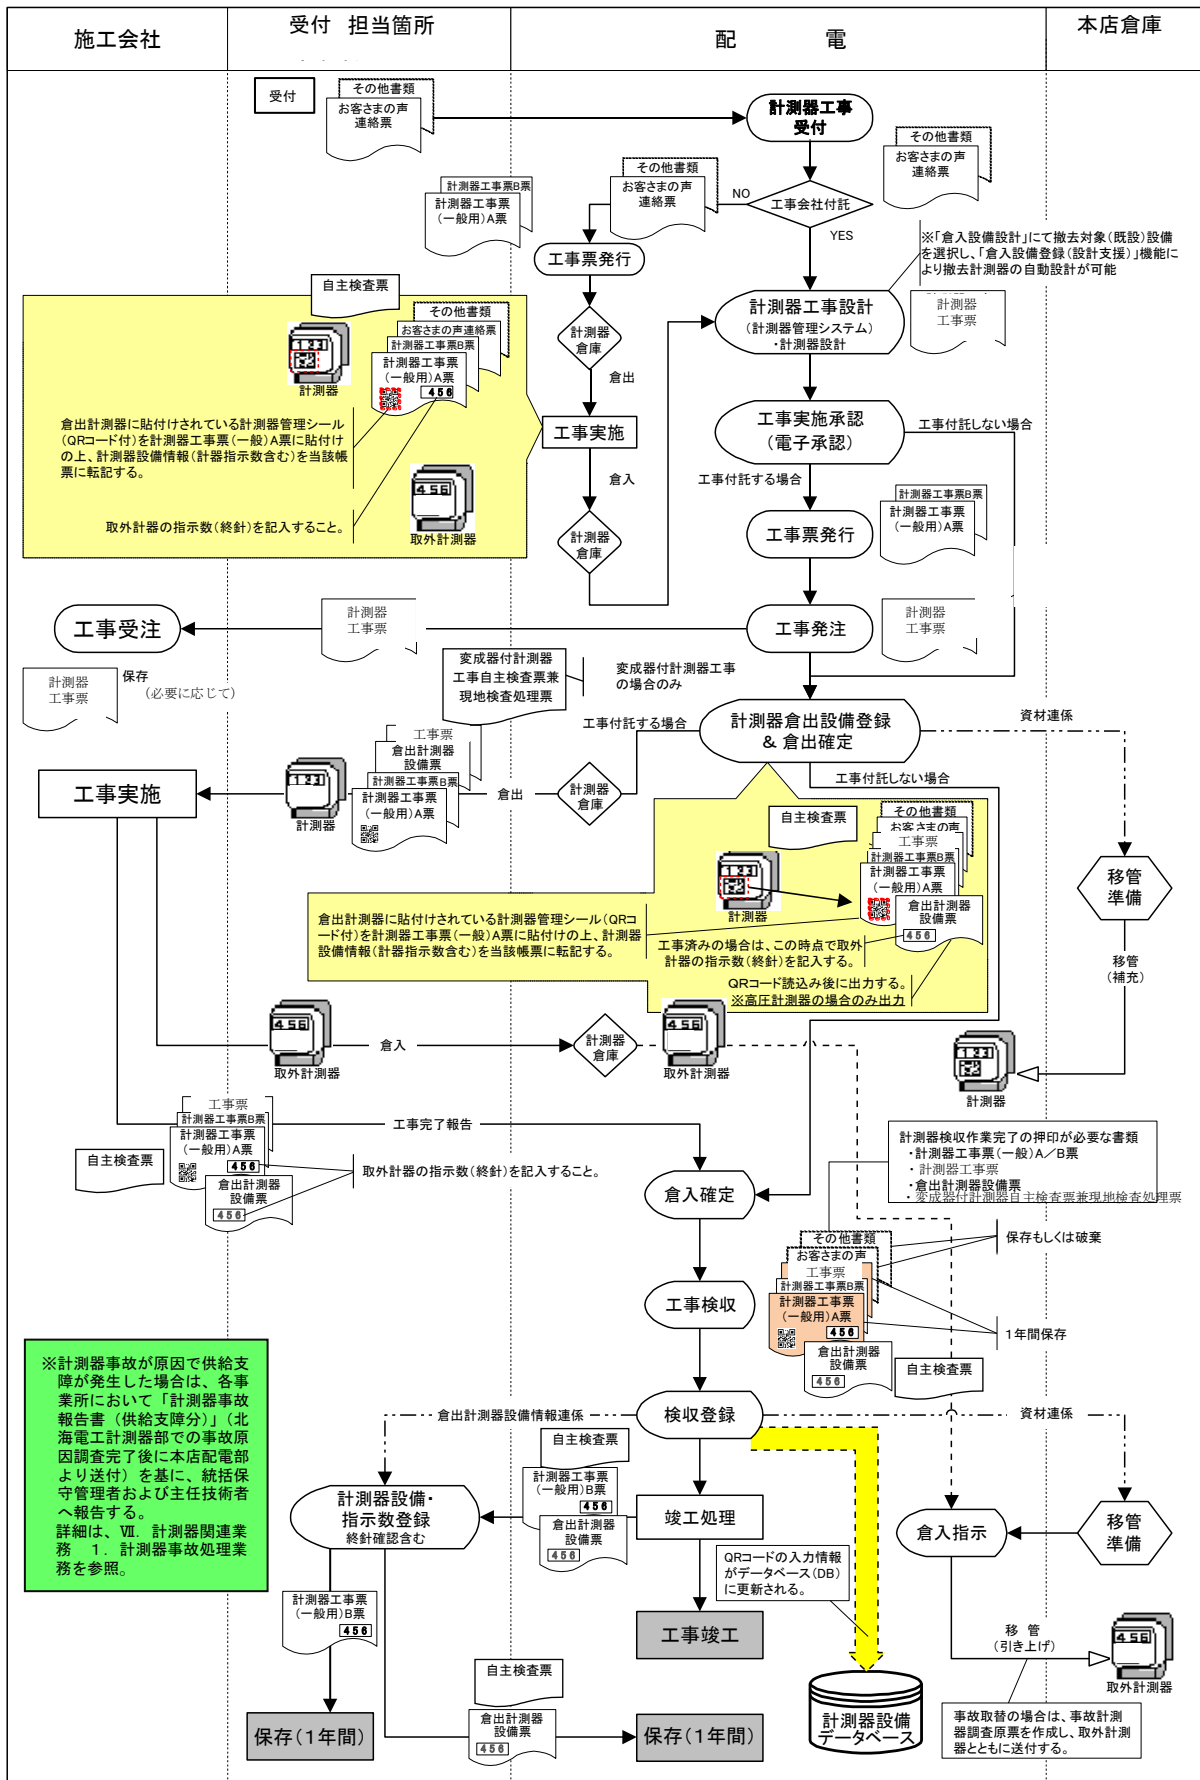 施工会社
受付 担当箇所
配 電
本店倉庫
受付
その他書類
お客さまの声
連絡票
計測器工事
受付
その他書類
お客さまの声
連絡票
その他書類
お客さまの声
連絡票
計測器工事票B票
計測器工事票
(一般用)A票
NO
工事会社付託
YES
工事票発行
※「倉入設備設計」にて撤去対象(既設)設備
を選択し、「倉入設備登録(設計支援)」機能に
より撤去計測器の自動設計が可能
自主検査票
その他書類
お客さまの声連絡票
計測器工事票B票
計測器工事票
(一般用)A票
456
123
計測器
計測器
倉庫
倉出
計測器工事設計
(計測器管理システム)
・計測器設計
計測器
工事票
倉出計測器に貼付けされている計測器管理シール
(QRコード付)を計測器工事票(一般)A票に貼付け
の上、計測器設備情報(計器指示数含む)を当該帳
票に転記する。
工事実施
工事実施承認
(電子承認)
工事付託しない場合
工事付託する場合
倉入
456
取外計器の指示数(終針)を記入すること。
取外計測器
計測器
倉庫
工事票発行
計測器工事票B票
計測器工事票
(一般用)A票
工事受注
計測器
工事票
工事発注
計測器
工事票
計測器
工事票
保存
(必要に応じて)
変成器付計測器
工事自主検査票兼
現地検査処理票
変成器付計測器工事
の場合のみ
工事付託する場合
計測器倉出設備登録
& 倉出確定
資材連係
工事票
倉出計測器
設備票
計測器工事票B票
計測器工事票
(一般用)A票
工事実施
123
計測器
倉出
計測器
倉庫
工事付託しない場合
自主検査票
その他書類
お客さまの声
工事票
計測器工事票B票
計測器工事票
(一般用)A票
倉出計測器
設備票
456
123
計測器
移管
準備
倉出計測器に貼付けされている計測器管理シール(QRコ
ード付)を計測器工事票(一般)A票に貼付けの上、計測器
設備情報(計器指示数含む)を当該帳票に転記する。
工事済みの場合は、この時点で取外
計器の指示数(終針)を記入する。
QRコード読込み後に出力する。
※高圧計測器の場合のみ出力
移管
(補充)
456
取外計測器
倉入
計測器
倉庫
456
取外計測器
123
計測器
工事票
計測器工事票B票
計測器工事票
(一般用)A票
456
倉出計測器
設備票
456
自主検査票
工事完了報告
取外計器の指示数(終針)を記入すること。
倉入確定
計測器検収作業完了の押印が必要な書類
・計測器工事票(一般)A/B票
・計測器工事票
・倉出計測器設備票
・変成器付計測器自主検査票兼現地検査処理票
その他書類
お客さまの声
工事票
計測器工事票B票
計測器工事票
(一般用)A票
456
倉出計測器
設備票
456
保存もしくは破棄
1年間保存
自主検査票
工事検収
※計測器事故が原因で供給支
障が発生した場合は、各事
業所において「計測器事故
報告書(供給支障分)」(北
海電工計測器部での事故原
因調査完了後に本店配電部
より送付)を基に、統括保
守管理者および主任技術者
へ報告する。
詳細は、Ⅶ. 計測器関連業
務 1. 計測器事故処理業
務を参照。
倉出計測器設備情報連係
検収登録
資材連係
自主検査票
計測器工事票
(一般用)B票
456
倉出計測器
設備票
456
計測器設備・
指示数登録
終針確認含む
竣工処理
倉入指示
移管
準備
QRコードの入力情報
がデータベース(DB)
に更新される。
計測器工事票
(一般用)B票
456
工事竣工
移 管
(引き上げ)
456
取外計測器
自主検査票
倉出計測器
設備票
456
保存(1年間)
保存(1年間)
計測器設備
データベース
事故取替の場合は、事故計測
器調査原票を作成し、取外計測
器とともに送付する。